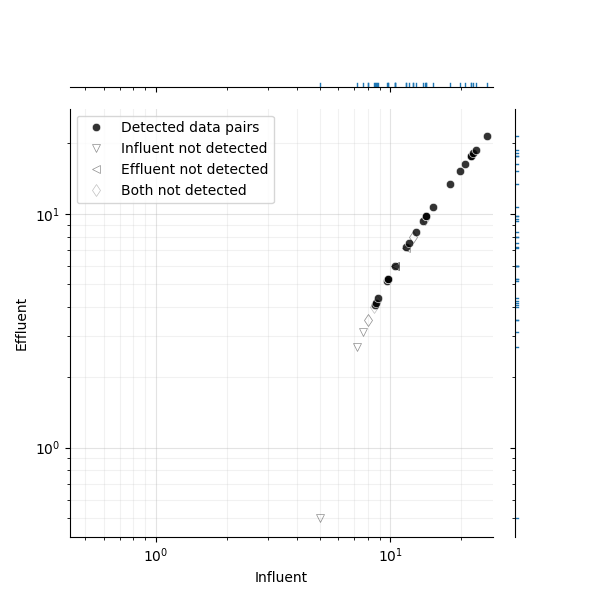 Detected data pairs
Influent not detected
Effluent not detected
Both not detected
10¹
10⁰
Effluent
10⁰ 10¹
Influent